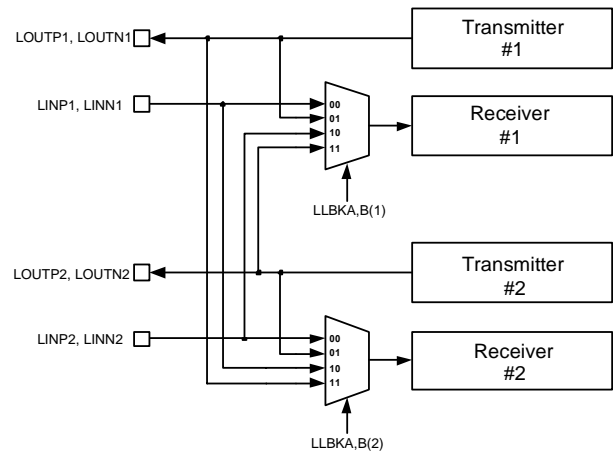 LOUTP1, LOUTN1
Transmitter
#1
LINP1, LINN1
00
01
10
11
Receiver
#1
LLBKA,B(1)
LOUTP2, LOUTN2
Transmitter
#2
LINP2, LINN2
00
01
10
11
Receiver
#2
LLBKA,B(2)